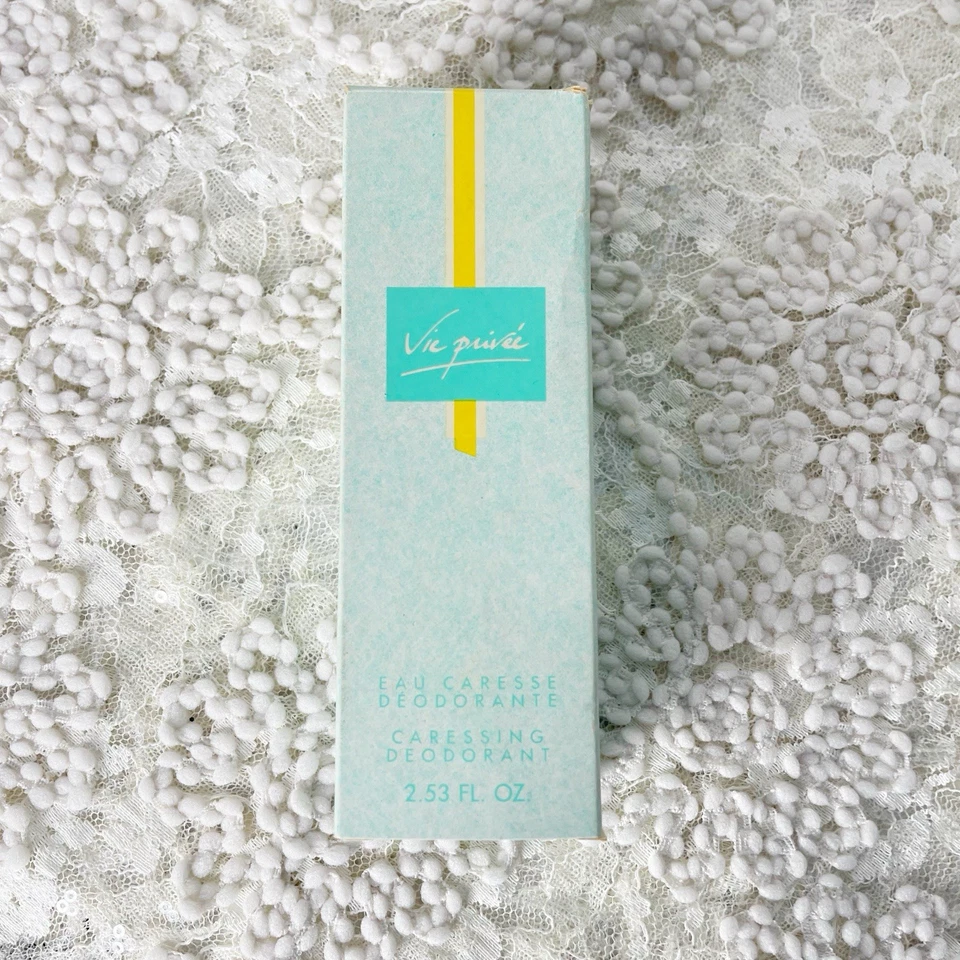 Vie privée
EAU CARESSE
DÉODORANTE
CARESSING
DEODORANT
2.53 FL. OZ.